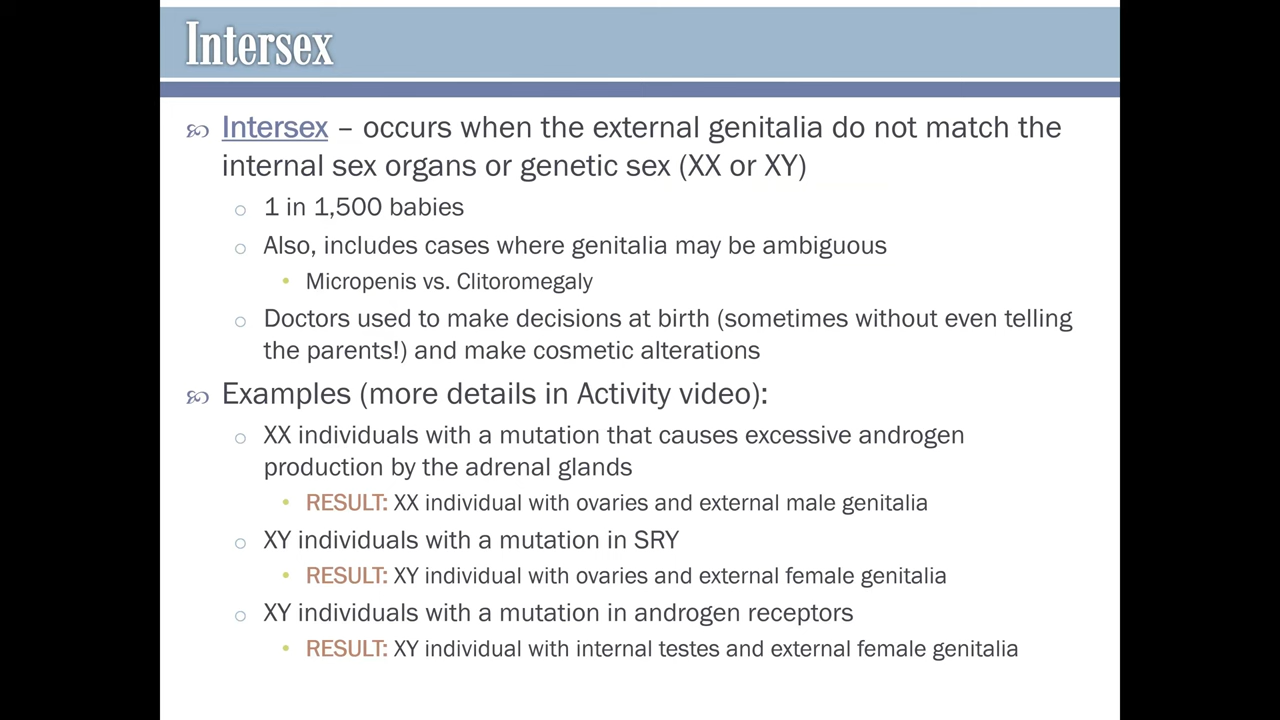 Intersex
Intersex – occurs when the external genitalia do not match the
internal sex organs or genetic sex (XX or XY)
1 in 1,500 babies
Also, includes cases where genitalia may be ambiguous
Micropenis vs. Clitoromegaly
Doctors used to make decisions at birth (sometimes without even telling
the parents!) and make cosmetic alterations
Examples (more details in Activity video):
XX individuals with a mutation that causes excessive androgen
production by the adrenal glands
RESULT: XX individual with ovaries and external male genitalia
XY individuals with a mutation in SRY
RESULT: XY individual with ovaries and external female genitalia
XY individuals with a mutation in androgen receptors
RESULT: XY individual with internal testes and external female genitalia